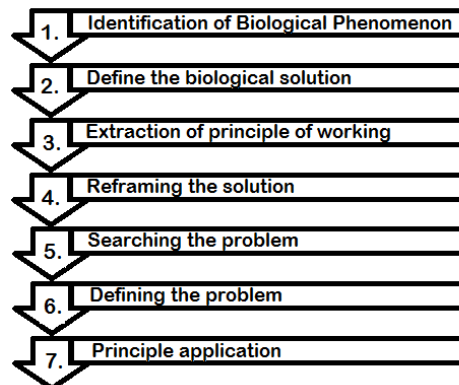 1. Identification of Biological Phenomenon
2. Define the biological solution
3. Extraction of principle of working
4. Reframing the solution
5. Searching the problem
6. Defining the problem
7. Principle application